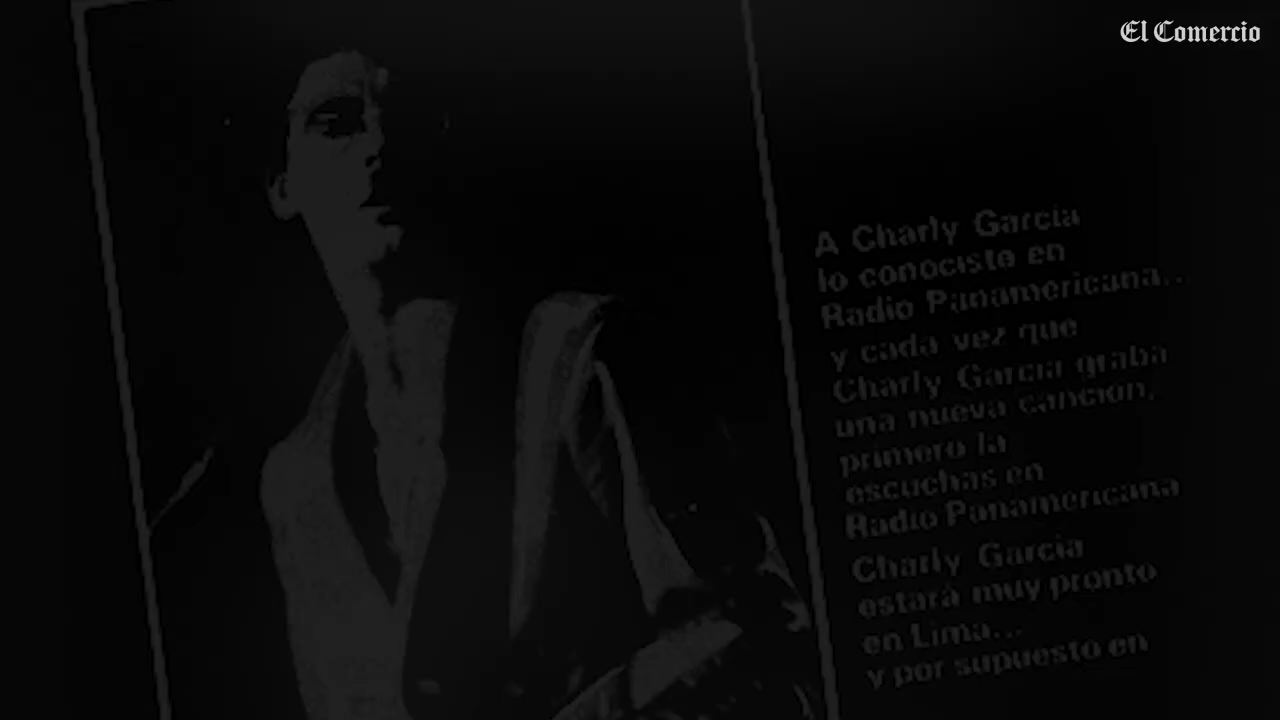 El Comercio
A Charly García
lo conociste en
Radio Panamericana...
y cada vez que
Charly García graba
una nueva canción,
primero la
escuchas en
Radio Panamericana
Charly García
estará muy pronto
en Lima...
y por supuesto en